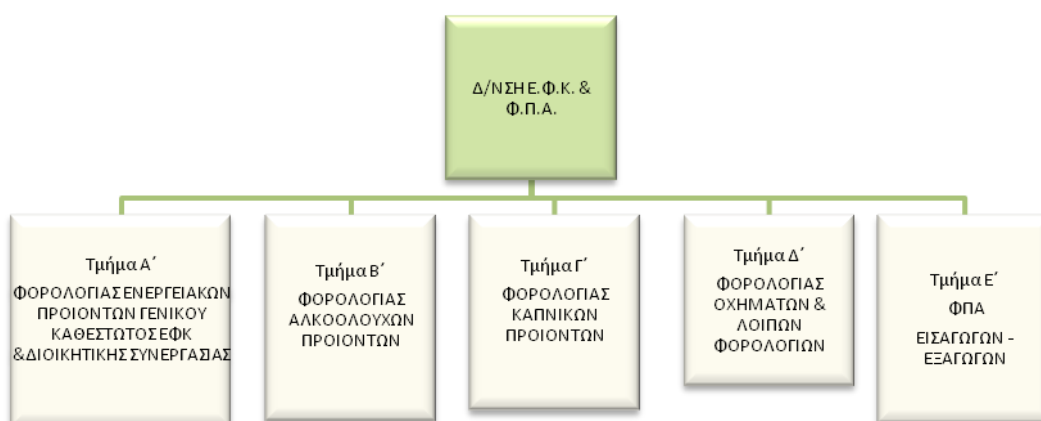 Δ/ΝΣΗ Ε.Φ.Κ. &
Φ.Π.Α.
Τμήμα Α΄
ΦΟΡΟΛΟΓΙΑΣ ΕΝΕΡΓΕΙΑΚΩΝ
ΠΡΟΙΟΝΤΩΝ ΓΕΝΙΚΟΥ
ΚΑΘΕΣΤΩΤΟΣ ΕΦΚ
&ΔΙΟΙΚΗΤΙΚΗΣ ΣΥΝΕΡΓΑΣΙΑΣ
Τμήμα Β΄
ΦΟΡΟΛΟΓΙΑΣ
ΑΛΚΟΟΛΟΥΧΩΝ
ΠΡΟΙΟΝΤΩΝ
Τμήμα Γ΄
ΦΟΡΟΛΟΓΙΑΣ
ΚΑΠΝΙΚΩΝ
ΠΡΟΙΟΝΤΩΝ
Τμήμα Δ΄
ΦΟΡΟΛΟΓΙΑΣ
ΟΧΗΜΑΤΩΝ &
ΛΟΙΠΩΝ
ΦΟΡΟΛΟΓΙΩΝ
Τμήμα Ε΄
ΦΠΑ
ΕΙΣΑΓΩΓΩΝ –
ΕΞΑΓΩΓΩΝ